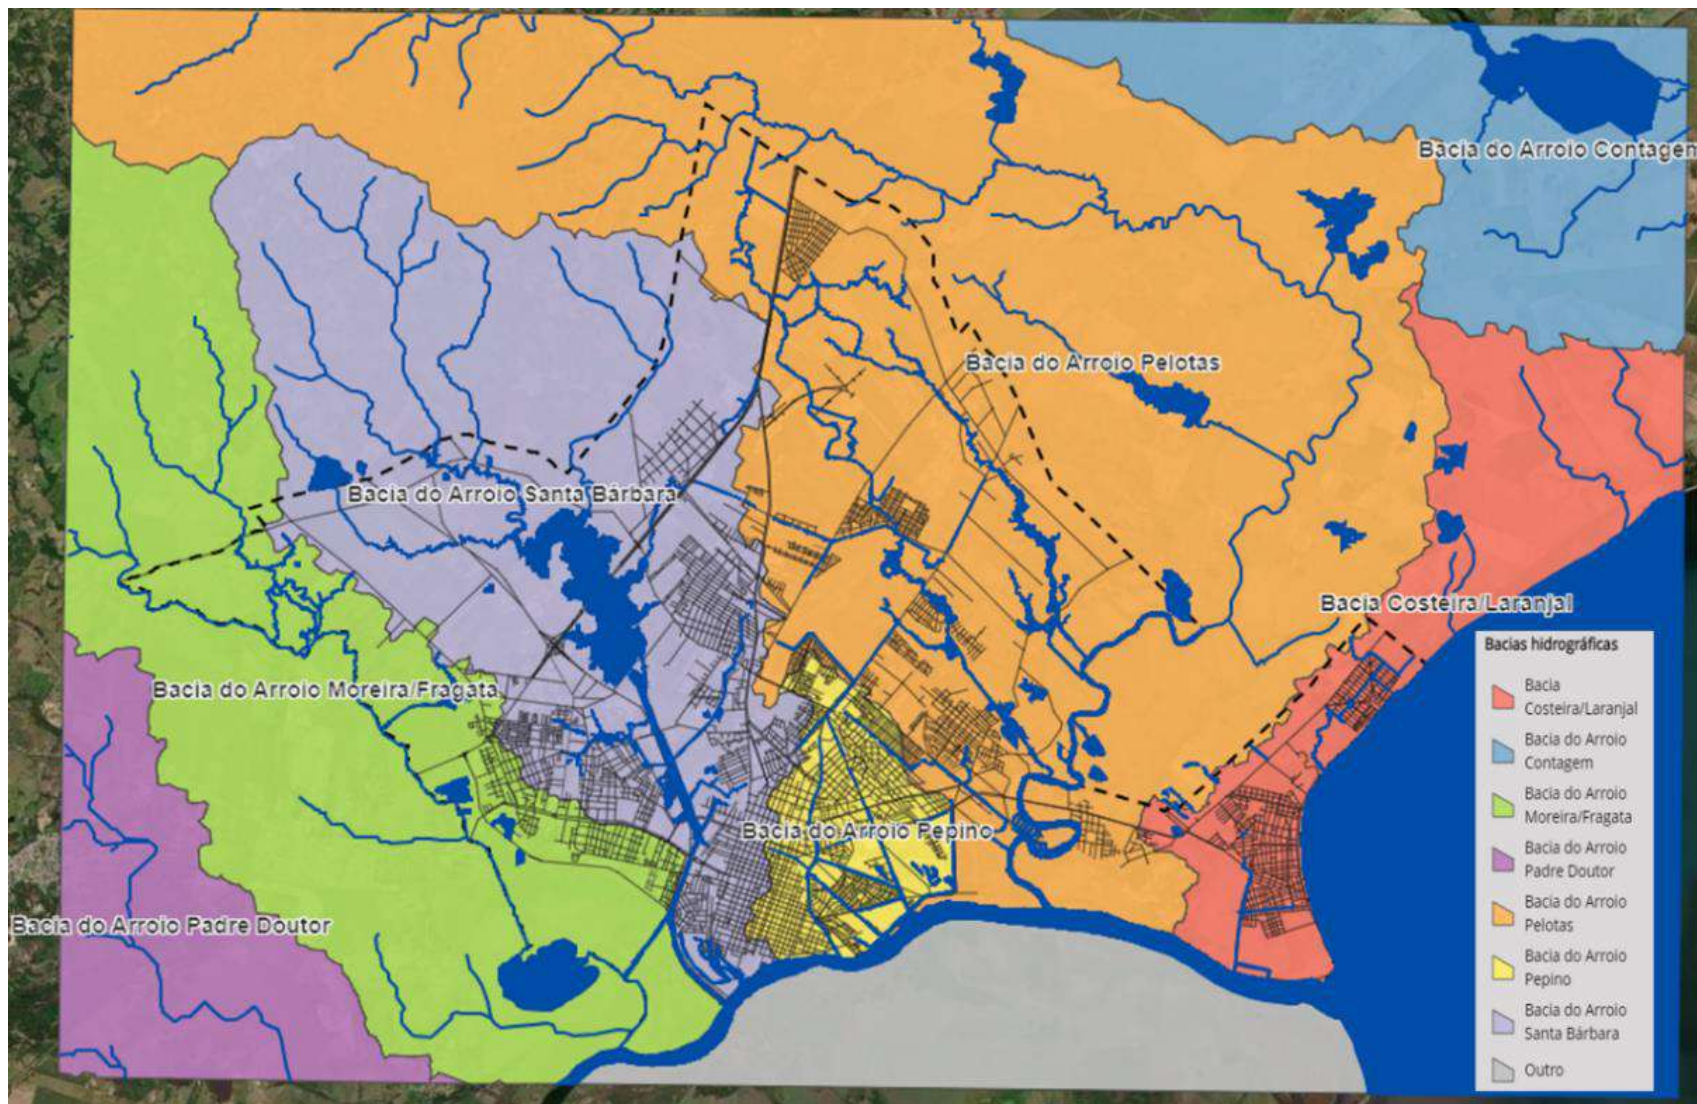 Bacia do Arroio Contagem
Bacia do Arroio Pelotas
Bacia do Arroio Santa Bárbara
Bacia Costeira/Laranjal
Bacia do Arroio Moreira/Fragata
Bacia do Arroio Pepino
Bacia do Arroio Padre Doutor
Bacias hidrográficas
Bacia
Costeira/Laranjal
Bacia do Arroio
Contagem
Bacia do Arroio
Moreira/Fragata
Bacia do Arroio
Padre Doutor
Bacia do Arroio
Pelotas
Bacia do Arroio
Pepino
Bacia do Arroio
Santa Bárbara
Outro